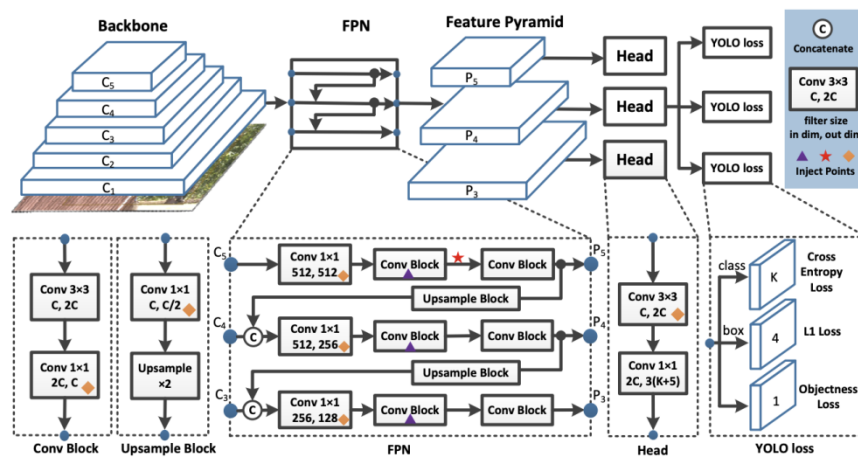 Backbone
FPN
Feature Pyramid
C5
C4
C3
C2
C1
P5
P4
P3
Head
Head
Head
YOLO loss
YOLO loss
YOLO loss
C
Concatenate
Conv 3×3
C, 2C
filter size
in dim, out dim
Inject Points
Conv 3×3
C, 2C
Conv 1×1
2C, C
Conv Block
Conv 1×1
C, C/2
Upsample
×2
Upsample Block
C5
Conv 1×1
512, 512
Conv Block
Conv Block
P5
Upsample Block
C4
C
Conv 1×1
512, 256
Conv Block
Conv Block
P4
Upsample Block
C3
C
Conv 1×1
256, 128
Conv Block
Conv Block
P3
FPN
Conv 3×3
C, 2C
Conv 1×1
2C, 3(K+5)
Head
class
K
Cross
Entropy
Loss
box
4
L1 Loss
1
Objectness
Loss
YOLO loss